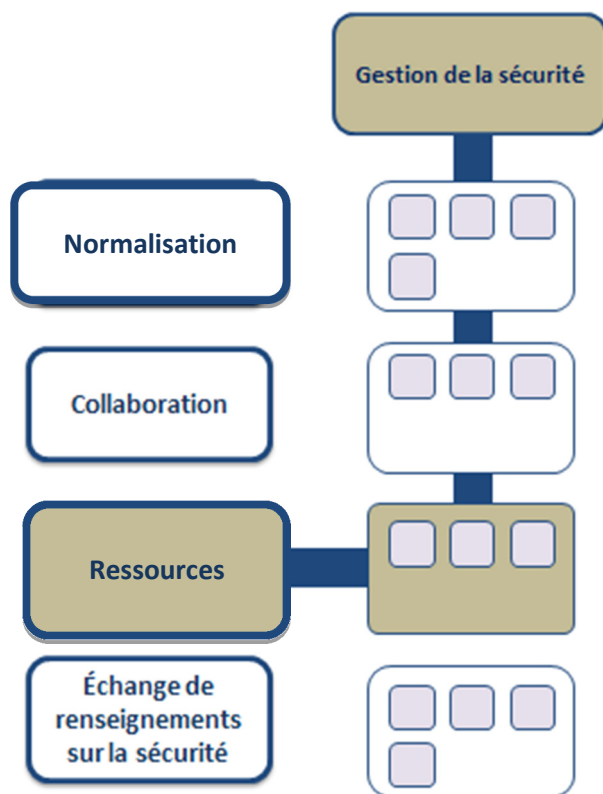 Gestion de la sécurité
Normalisation
Collaboration
Ressources
Échange de
renseignements
sur la sécurité